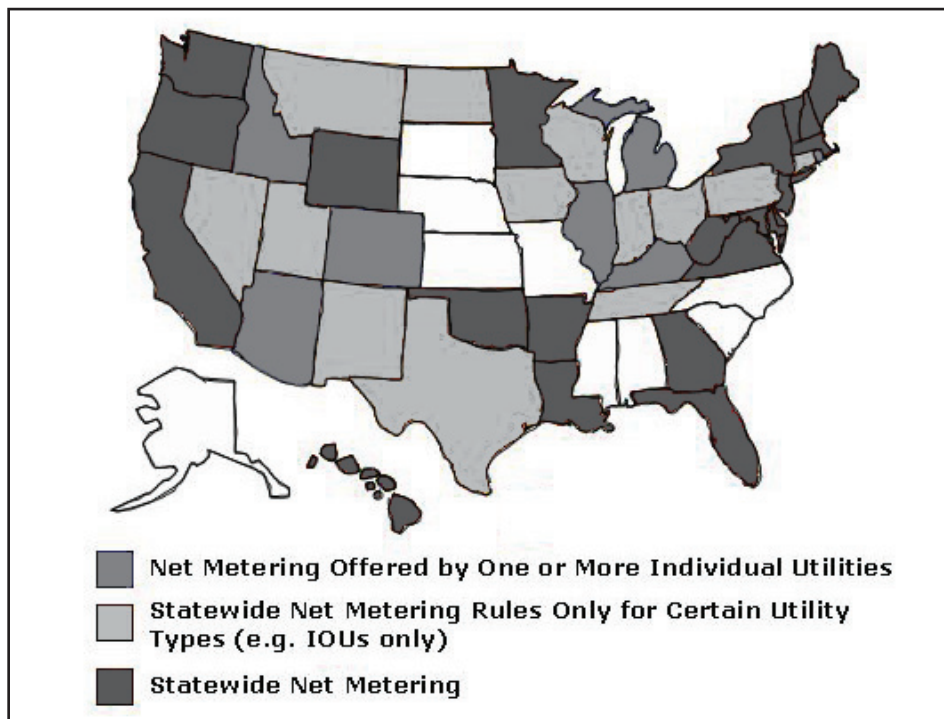 Net Metering Offered by One or More Individual Utilities
Statewide Net Metering Rules Only for Certain Utility
Types (e.g. IOUs only)
Statewide Net Metering